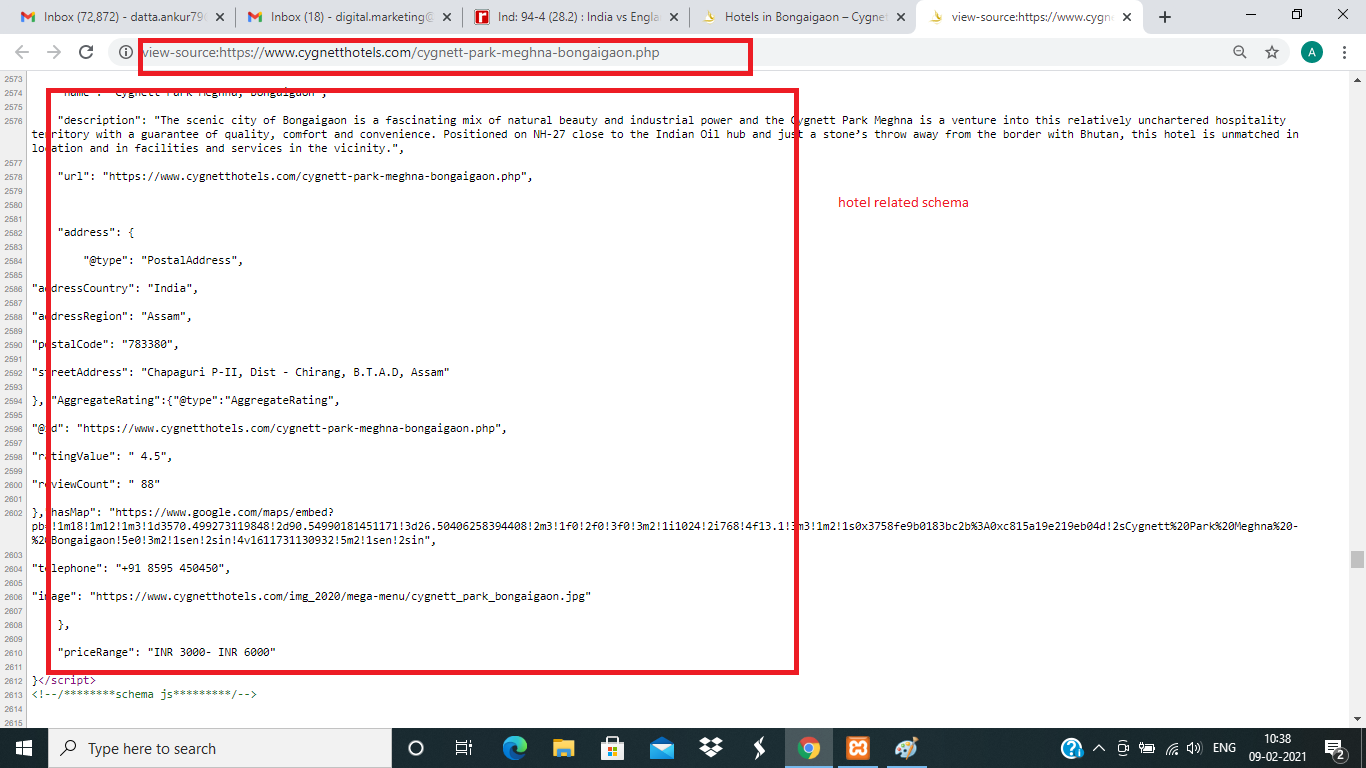 Inbox (72,872) - datta.ankur79
Inbox (18) - digital.marketing@
Ind: 94-4 (28.2) : India vs Engla
Hotels in Bongaigaon – Cygnet
view-source:https://www.cygn
view-source:https://www.cygnetthotels.com/cygnett-park-meghna-bongaigaon.php
A
2573
2574 "name": "Cygnett Park Meghna, Bongaigaon",
2575
2576 "description": "The scenic city of Bongaigaon is a fascinating mix of natural beauty and industrial power and the Cygnett Park Meghna is a venture into this relatively unchartered hospitality
territory with a guarantee of quality, comfort and convenience. Positioned on NH-27 close to the Indian Oil hub and just a stone’s throw away from the border with Bhutan, this hotel is unmatched in
location and in facilities and services in the vicinity.",
2577
2578 "url": "https://www.cygnetthotels.com/cygnett-park-meghna-bongaigaon.php",
2579
2580
hotel related schema
2581
2582 "address": {
2583
2584 "@type": "PostalAddress",
2585
2586 "addressCountry": "India",
2587
2588 "addressRegion": "Assam",
2589
2590 "postalCode": "783380",
2591
2592 "streetAddress": "Chapaguri P-II, Dist - Chirang, B.T.A.D, Assam"
2593
2594 }, "AggregateRating":{"@type":"AggregateRating",
2595
2596 "@id": "https://www.cygnetthotels.com/cygnett-park-meghna-bongaigaon.php",
2597
2598 "ratingValue": " 4.5",
2599
2600 "reviewCount": " 88"
2601
2602 },"hasMap": "https://www.google.com/maps/embed?
pb=!1m18!1m12!1m3!1d3570.499273119848!2d90.54990181451171!3d26.50406258394408!2m3!1f0!2f0!3f0!3m2!1i1024!2i768!4f13.1!3m3!1m2!1s0x3758fe9b0183bc2b%3A0xc815a19e219eb04d!2sCygnett%20Park%20Meghna%20-
%20Bongaigaon!5e0!3m2!1sen!2sin!4v1611731130932!5m2!1sen!2sin",
2603
2604 "telephone": "+91 8595 450450",
2605
2606 "image": "https://www.cygnetthotels.com/img_2020/mega-menu/cygnett_park_bongaigaon.jpg"
2607
2608 },
2609
2610 "priceRange": "INR 3000- INR 6000"
2611
2612 }</script>
2613 <!--/********schema js*********/-->
2614
2615
Type here to search
ENG
10:38
09-02-2021
2